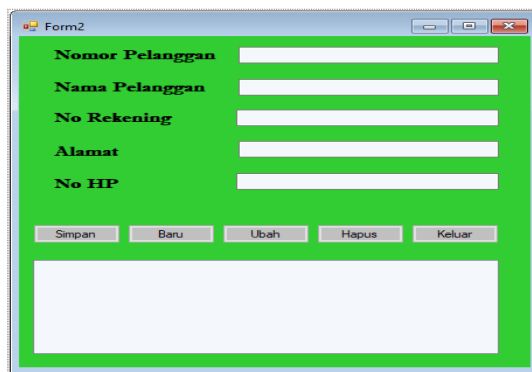 Form2
Nomor Pelanggan
Nama Pelanggan
No Rekening
Alamat
No HP
Simpan Baru Ubah Hapus Keluar